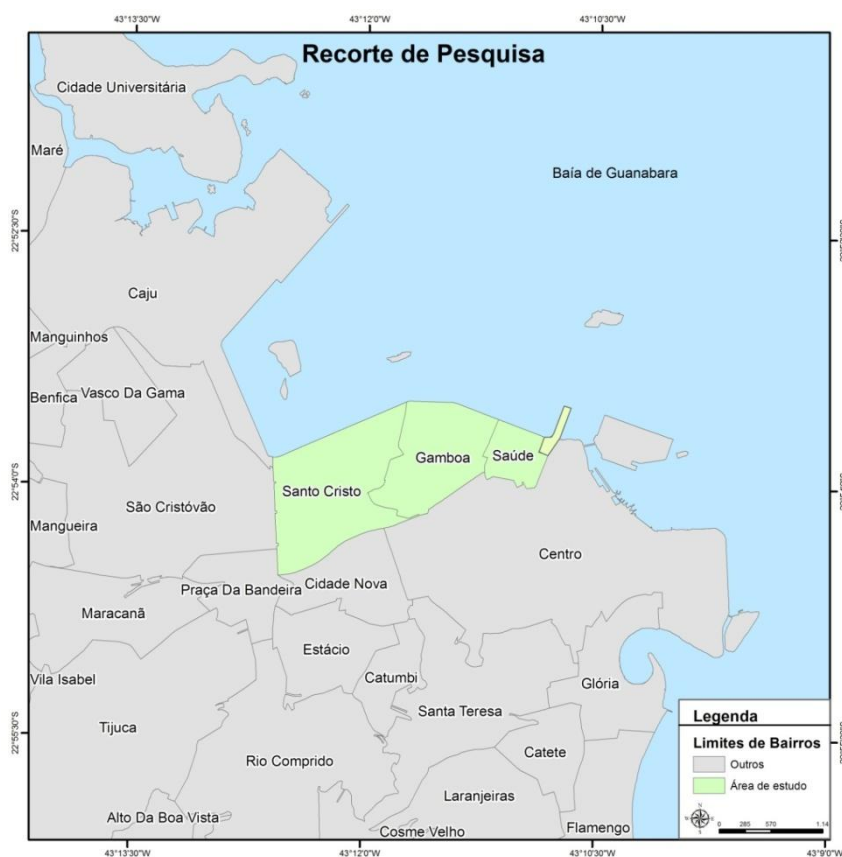 43°13'30"W
43°12'0"W
43°10'30"W
Recorte de Pesquisa
Cidade Universitária
Maré
Baía de Guanabara
22°52'30"S
Caju
Manguinhos
Vasco Da Gama
Benfica
Gamboa
Saúde
Santo Cristo
22°54'0"S
São Cristóvão
Mangueira
Centro
Praça Da Bandeira
Cidade Nova
Maracanã
Estácio
Vila Isabel
Catumbi
Glória
Santa Teresa
Tijuca
22°55'30"S
Rio Comprido
Catete
Laranjeiras
Alto Da Boa Vista
Cosme Velho
Flamengo
Legenda
Limites de Bairros
Outros
Área de estudo
0 285 570 1.14
43°13'30"W
43°12'0"W
43°10'30"W
43°9'0"W